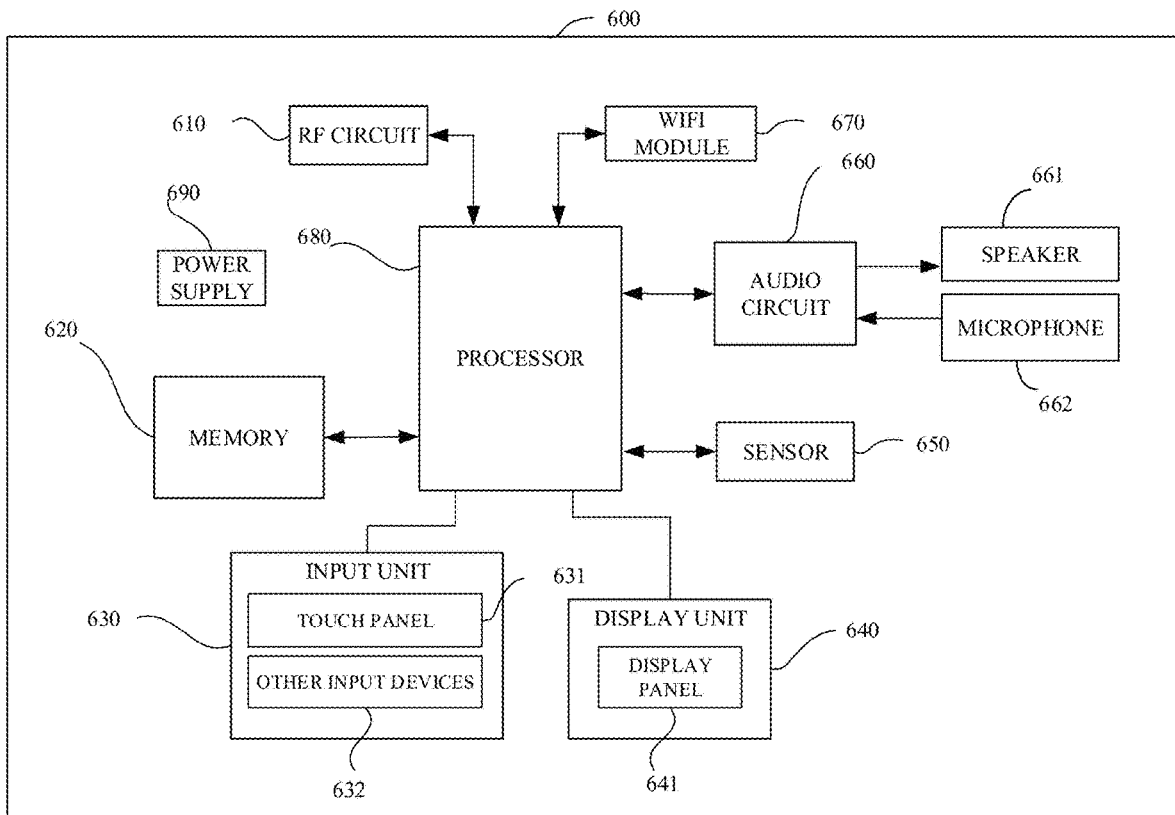 600
610
RF CIRCUIT
WIFI
MODULE
670
660
661
690
680
SPEAKER
POWER
SUPPLY
AUDIO
CIRCUIT
MICROPHONE
620
PROCESSOR
662
MEMORY
SENSOR
650
INPUT UNIT
631
630
TOUCH PANEL
DISPLAY UNIT
640
OTHER INPUT DEVICES
DISPLAY
PANEL
632
641